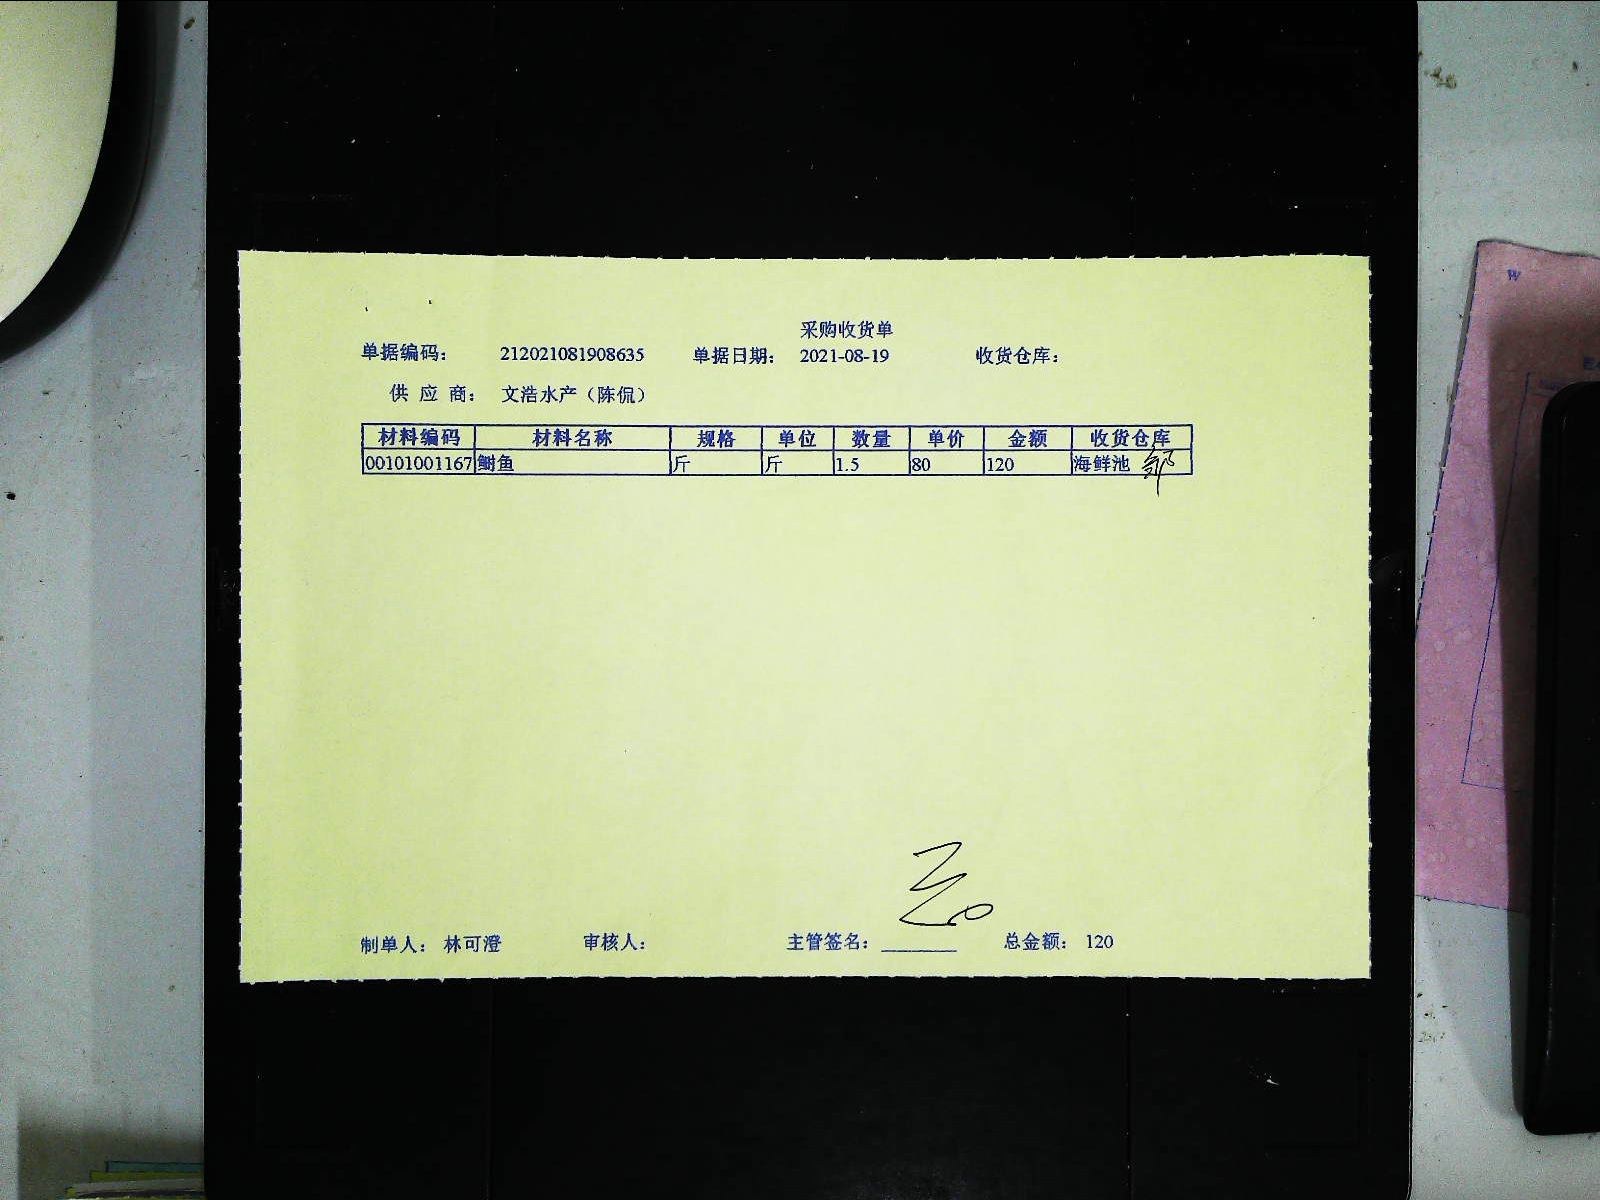 采购收货单
单据编码： 212021081908635 单据日期： 2021-08-19 收货仓库：
供 应 商： 文浩水产（陈侃）
材料编码 材料名称 规格 单位 数量 单价 金额 收货仓库
00101001167 鲥鱼 斤 斤 1.5 80 120 海鲜池
制单人： 林可澄 审核人： 主管签名： 总金额： 120